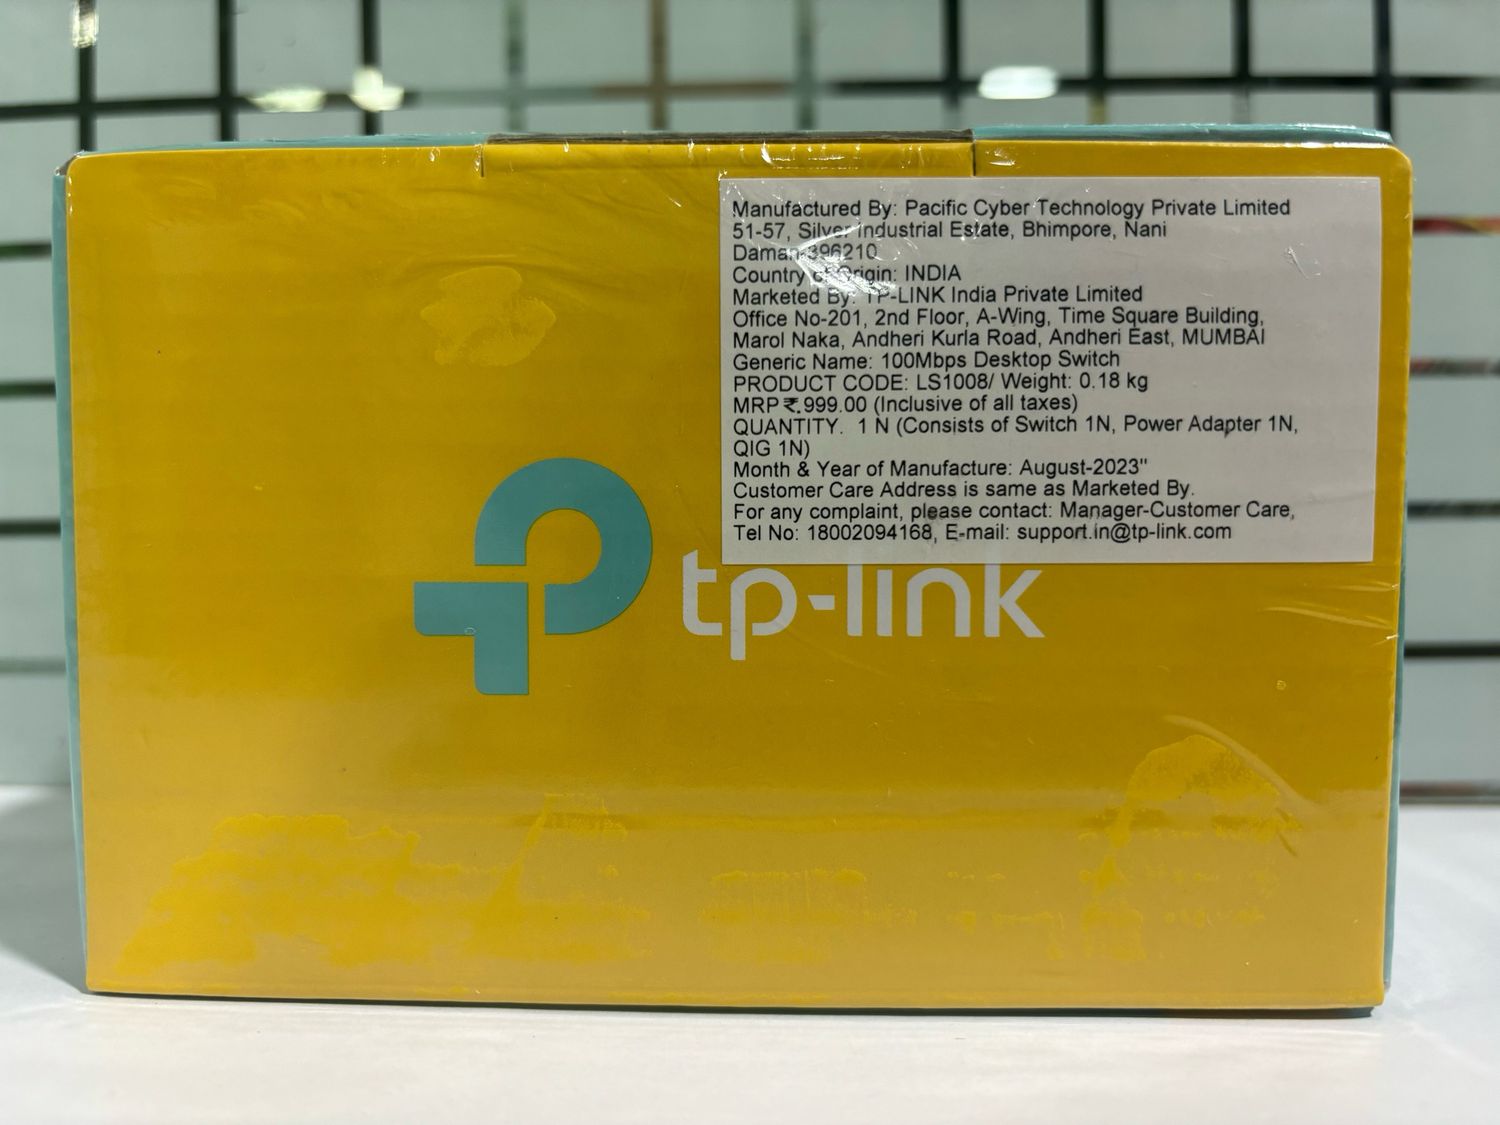 Manufactured By: Pacific Cyber Technology Private Limited
51-57, Silver Industrial Estate, Bhimpore, Nani
Daman-396210
Country of Origin: INDIA
Marketed By: TP-LINK India Private Limited
Office No-201, 2nd Floor, A-Wing, Time Square Building,
Marol Naka, Andheri Kurla Road, Andheri East, MUMBAI
Generic Name: 100Mbps Desktop Switch
PRODUCT CODE: LS1008/ Weight: 0.18 kg
MRP ₹.999.00 (Inclusive of all taxes)
QUANTITY. 1 N (Consists of Switch 1N, Power Adapter 1N,
QIG 1N)
Month & Year of Manufacture: August-2023"
Customer Care Address is same as Marketed By.
For any complaint, please contact: Manager-Customer Care,
Tel No: 18002094168, E-mail: support.in@tp-link.com
tp-link